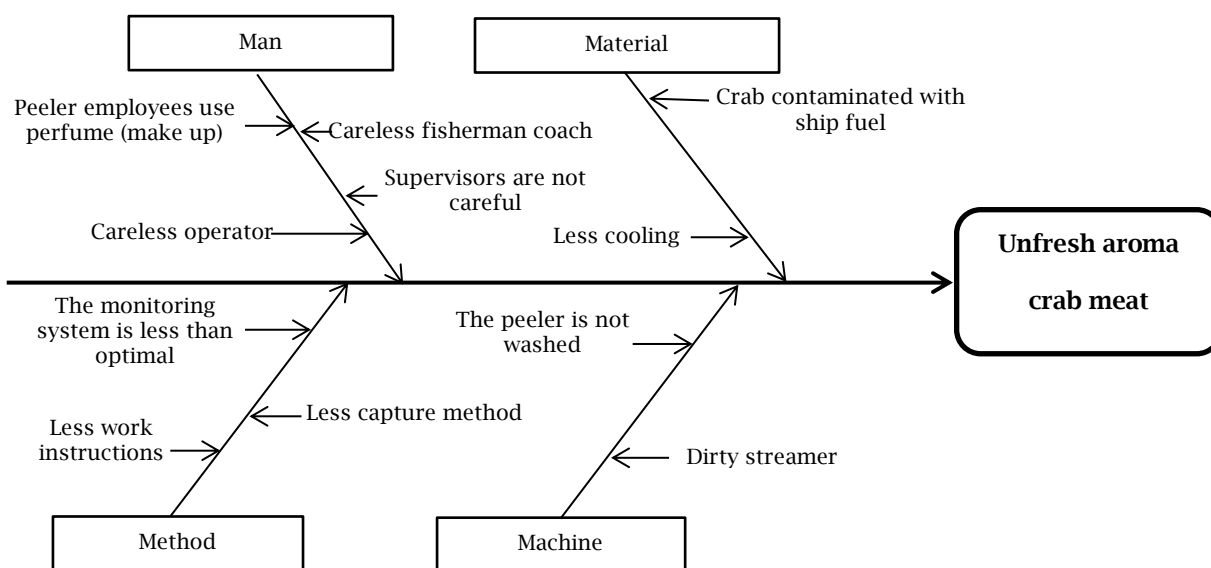 Man
Material
Peeler employees use
perfume (make up)
Careless fisherman coach
Supervisors are not
careful
Careless operator
Crab contaminated with
ship fuel
Less cooling
Unfresh aroma
crab meat
The monitoring
system is less than
optimal
Less capture method
Less work
instructions
The peeler is not
washed
Dirty streamer
Method
Machine